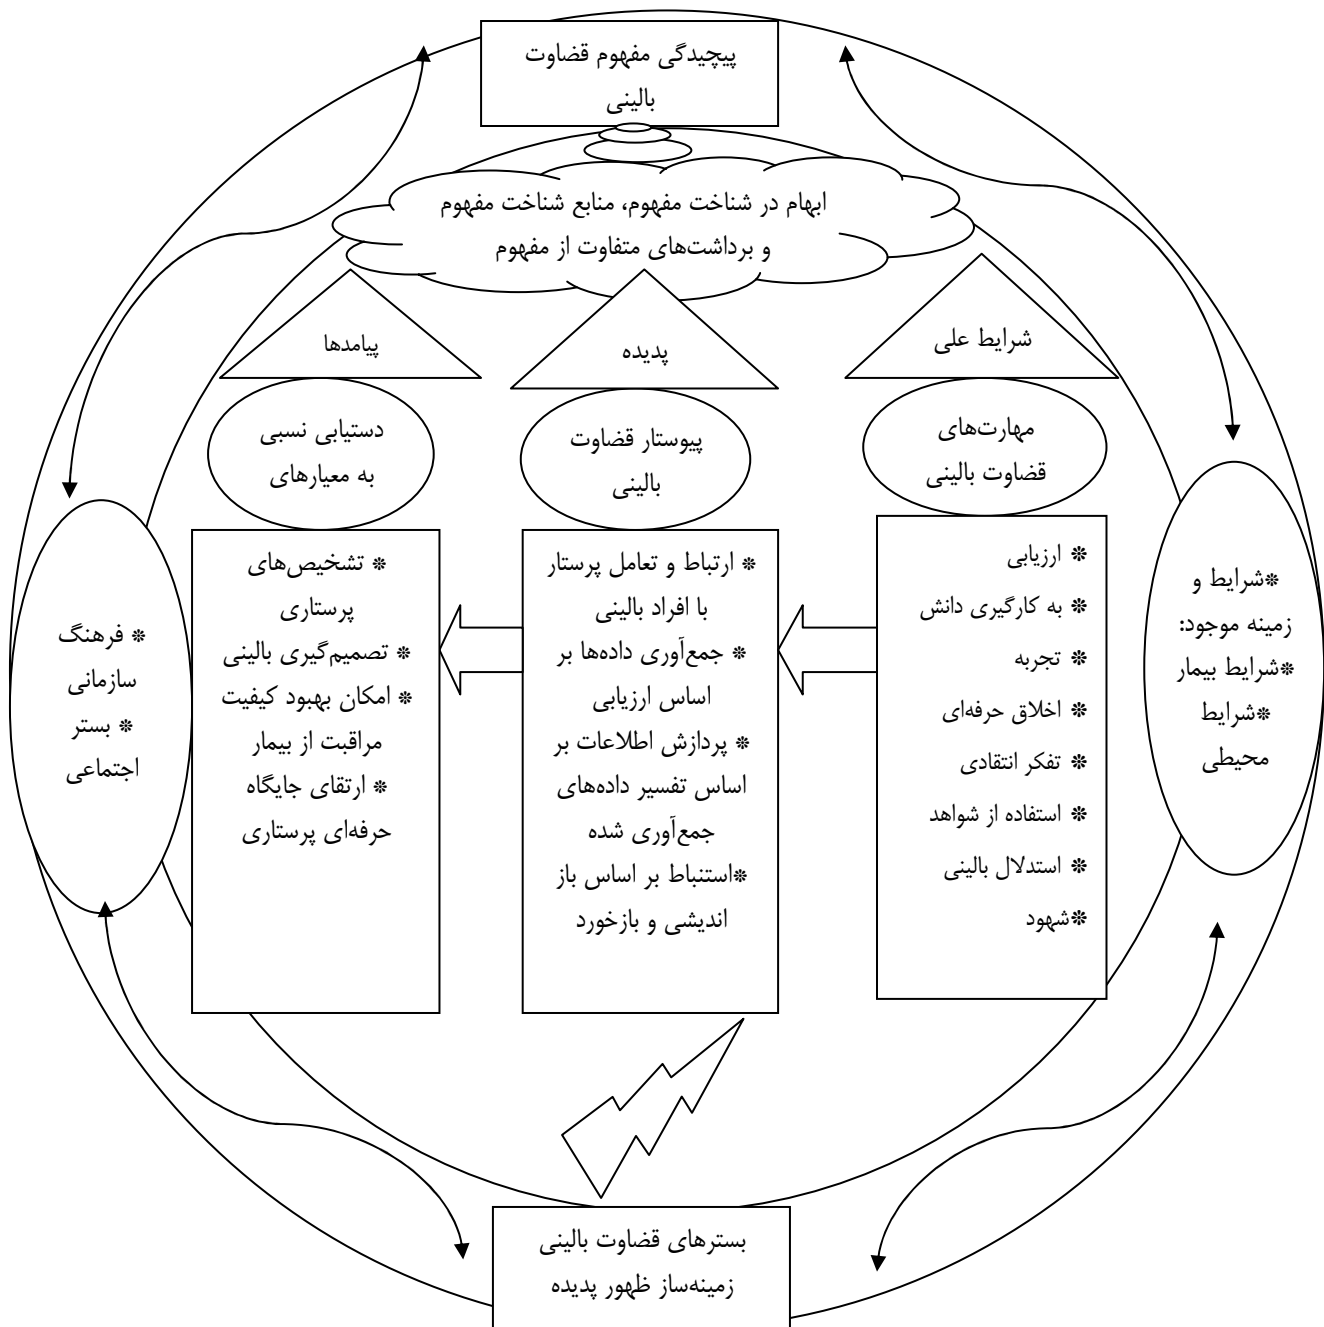 پیچیدگی مفهوم قضاوت
بالینی
ابهام در شناخت مفهوم، منابع شناخت مفهوم
و برداشت‌های متفاوت از مفهوم
شرایط علی
پدیده
پیامدها
مهارت‌های
قضاوت بالینی
پیوستار قضاوت
بالینی
دستیابی نسبی
به معیارهای
* ارزیابی
* به کارگیری دانش
* تجربه
* اخلاق حرفه‌ای
* تفکر انتقادی
* استفاده از شواهد
* استدلال بالینی
*شهود
* ارتباط و تعامل پرستار
با افراد بالینی
* جمع‌آوری داده‌ها بر
اساس ارزیابی
* پردازش اطلاعات بر
اساس تفسیر داده‌های
جمع‌آوری شده
*استنباط بر اساس باز
اندیشی و بازخورد
* تشخیص‌های
پرستاری
* تصمیم‌گیری بالینی
* امکان بهبود کیفیت
مراقبت از بیمار
* ارتقای جایگاه
حرفه‌ای پرستاری
*شرایط و
زمینه موجود:
*شرایط بیمار
*شرایط
محیطی
* فرهنگ
سازمانی
* بستر
اجتماعی
بسترهای قضاوت بالینی
زمینه‌ساز ظهور پدیده